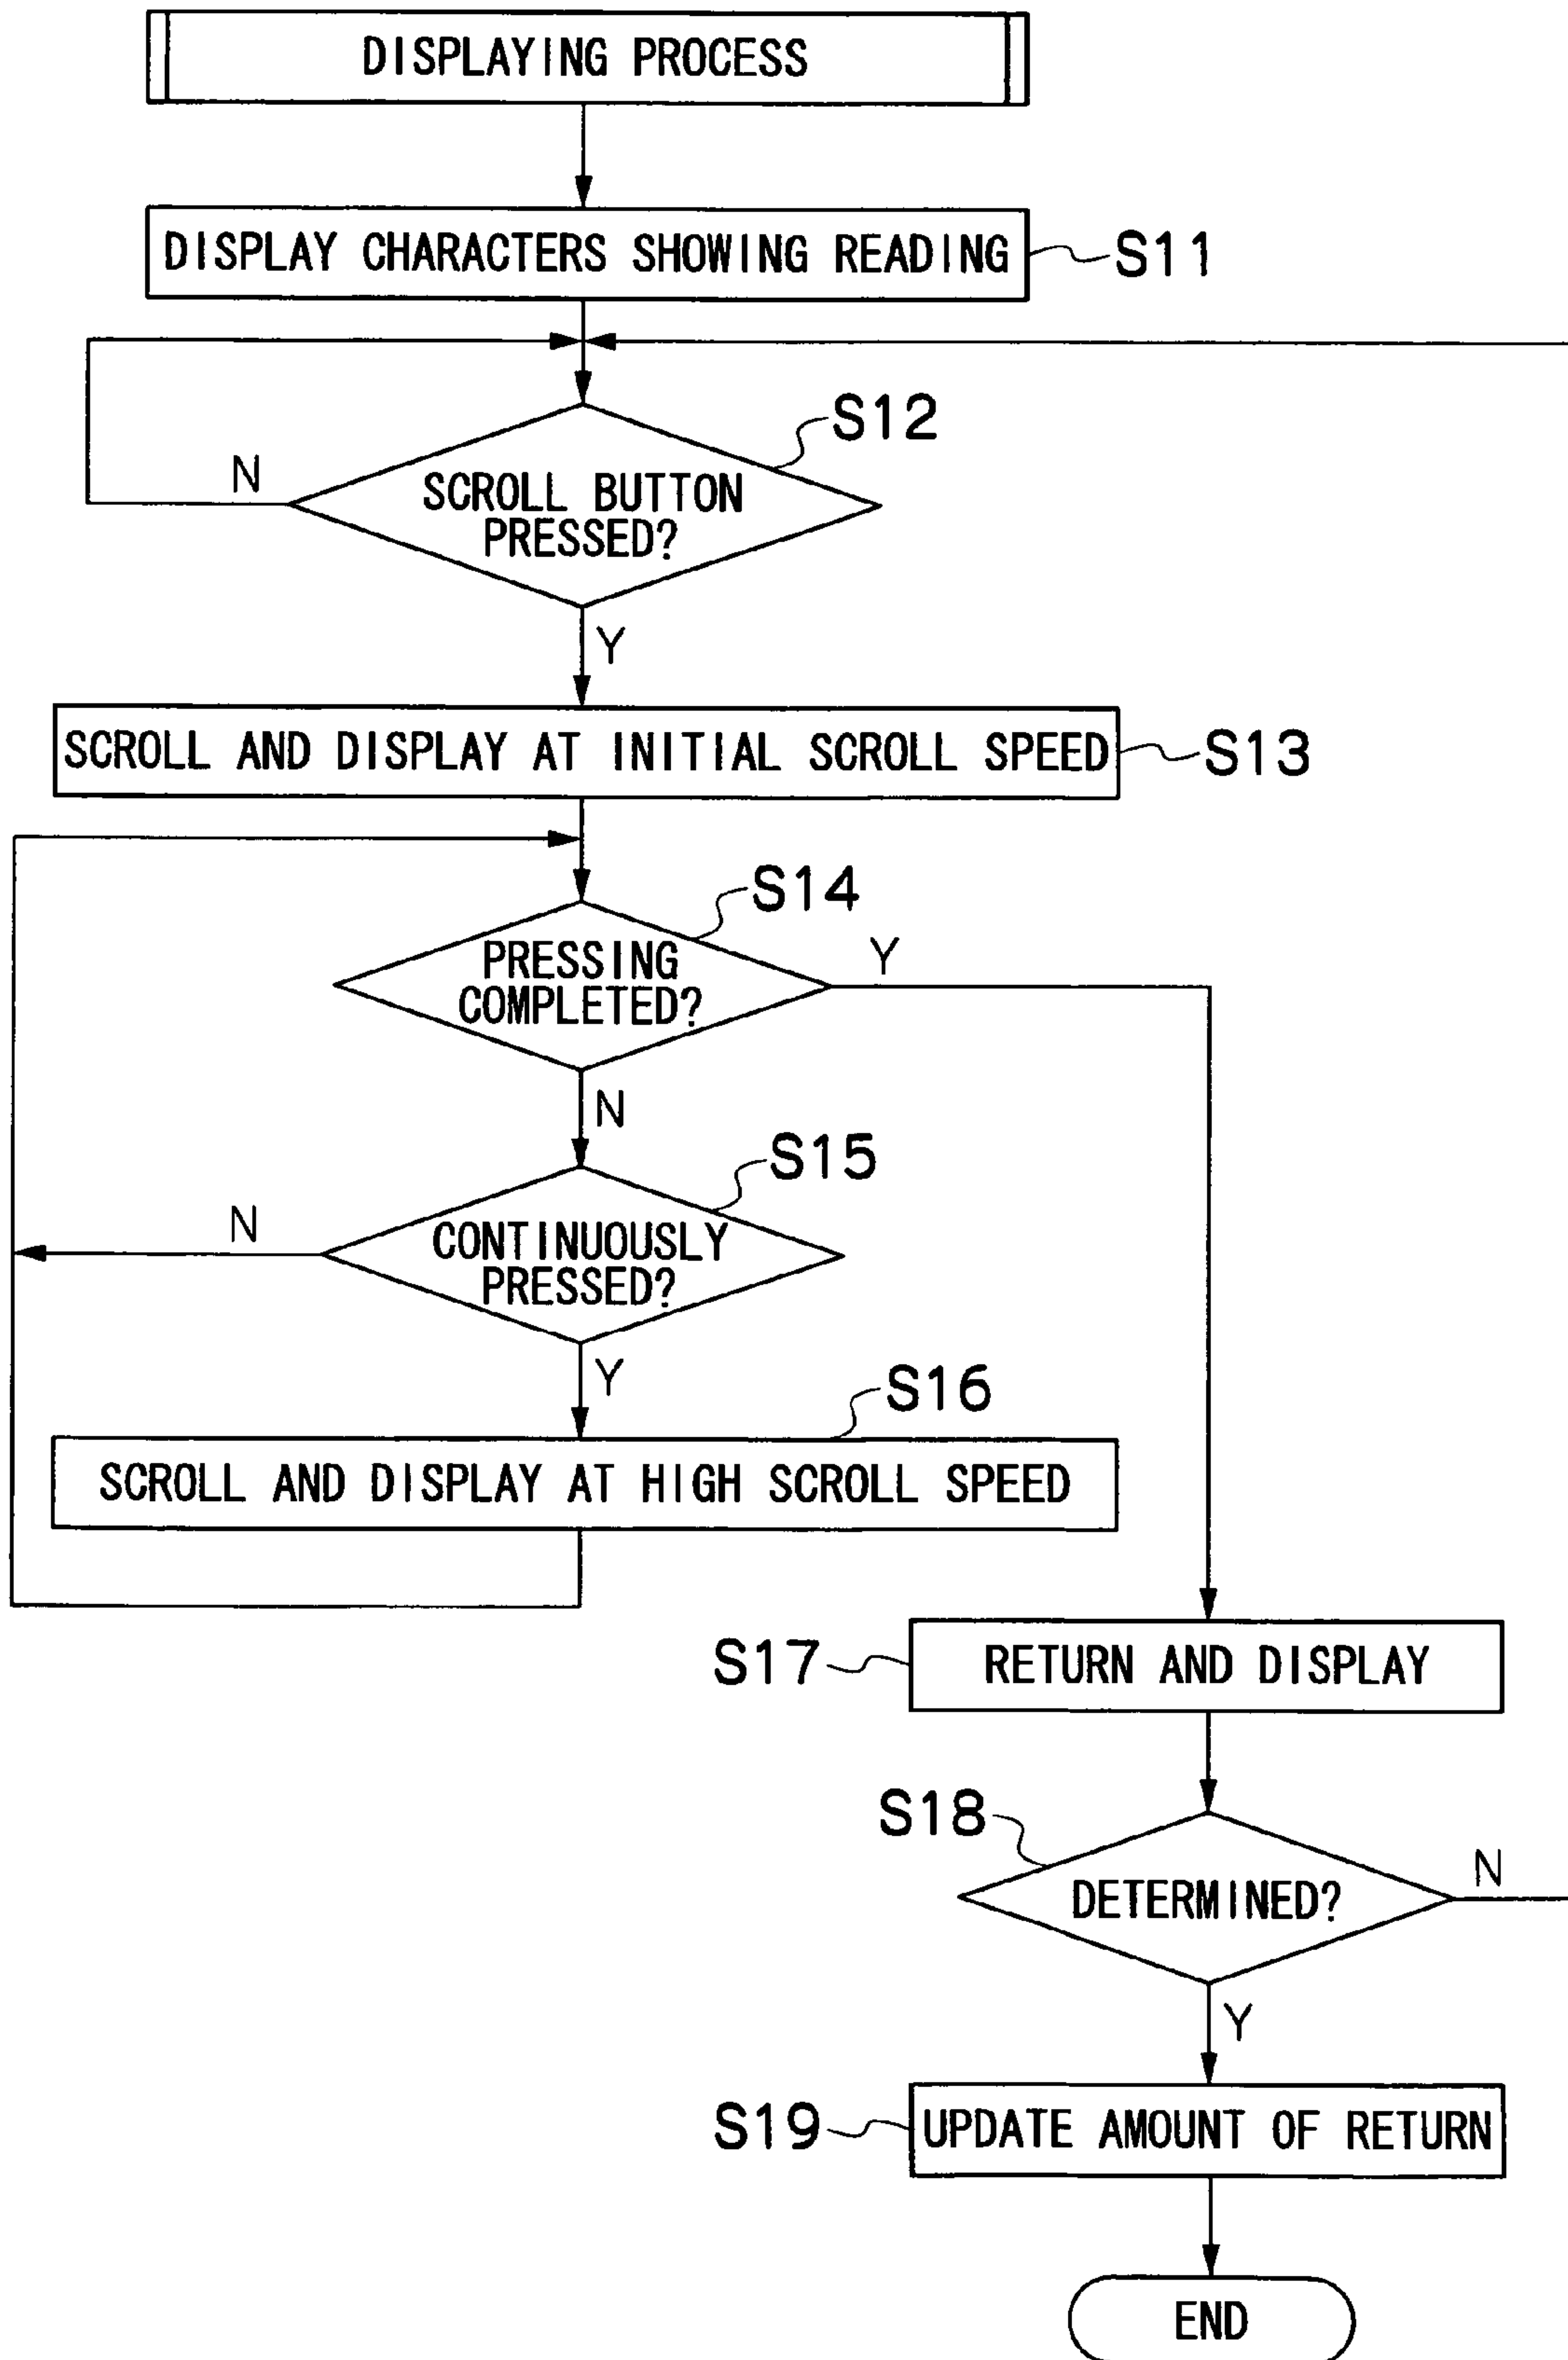 DISPLAYING PROCESS
DISPLAY CHARACTERS SHOWING READING
S11
S12
N
SCROLL BUTTON
PRESSED?
Y
SCROLL AND DISPLAY AT INITIAL SCROLL SPEED
S13
S14
PRESSING
COMPLETED?
Y
N
S15
N
CONTINUOUSLY
PRESSED?
Y
S16
SCROLL AND DISPLAY AT HIGH SCROLL SPEED
S17
RETURN AND DISPLAY
S18
DETERMINED?
N
Y
S19
UPDATE AMOUNT OF RETURN
END